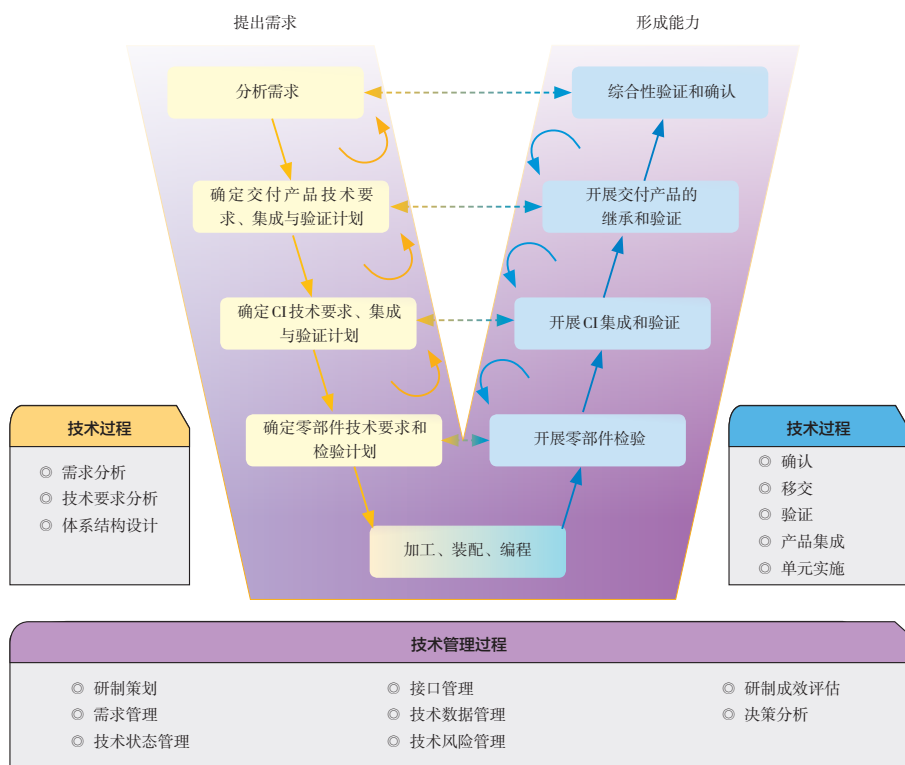 提出需求
形成能力
分析需求
综合性验证和确认
确定交付产品技术要
求、集成与验证计划
开展交付产品的
继承和验证
确定CI技术要求、集成
与验证计划
开展CI集成和验证
确定零部件技术要求和
检验计划
开展零部件检验
加工、装配、编程
技术过程
◎ 需求分析
◎ 技术要求分析
◎ 体系结构设计
技术过程
◎ 确认
◎ 移交
◎ 验证
◎ 产品集成
◎ 单元实施
技术管理过程
◎ 研制策划
◎ 需求管理
◎ 技术状态管理
◎ 接口管理
◎ 技术数据管理
◎ 技术风险管理
◎ 研制成效评估
◎ 决策分析